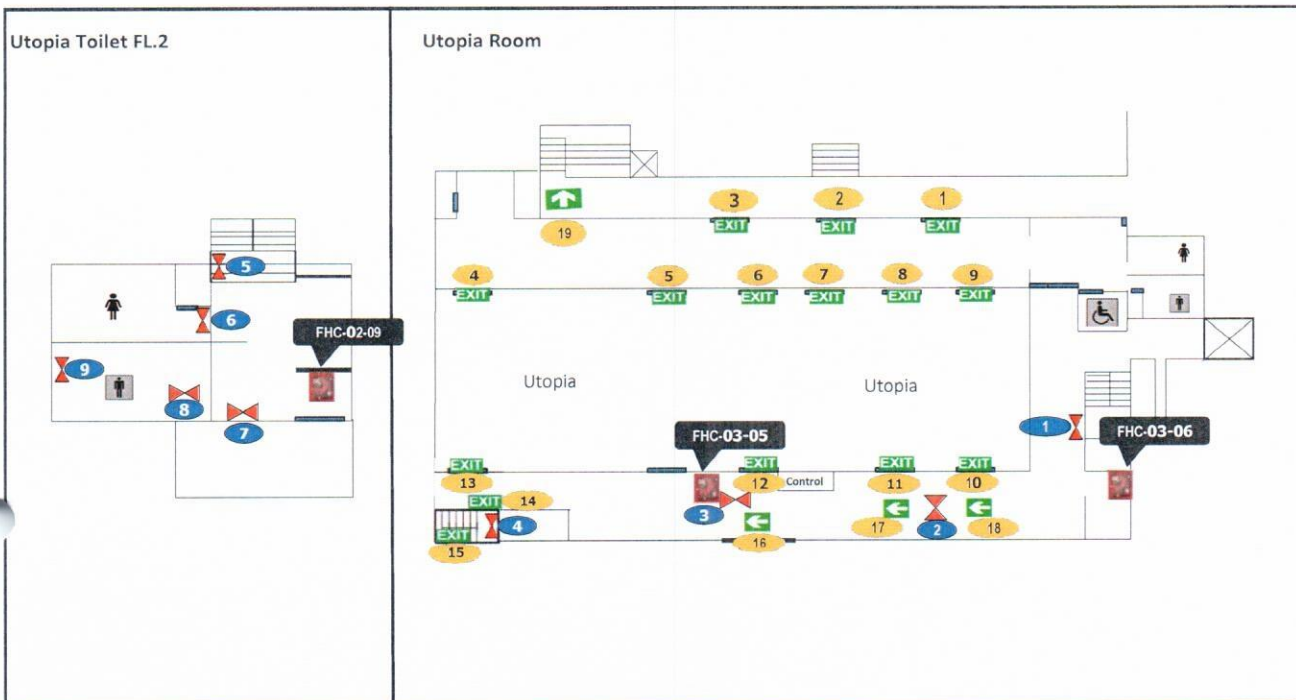 Utopia Toilet FL.2
Utopia Room
3
2
1
EXIT
EXIT
EXIT
19
4
5
6
7
8
9
EXIT
EXIT
EXIT
EXIT
EXIT
EXIT
5
6
FHC-02-09
9
8
7
Utopia
Utopia
1
FHC-03-05
FHC-03-06
EXIT
EXIT
EXIT
EXIT
13
12
Control
11
10
EXIT
14
3
4
EXIT
15
16
17
2
18